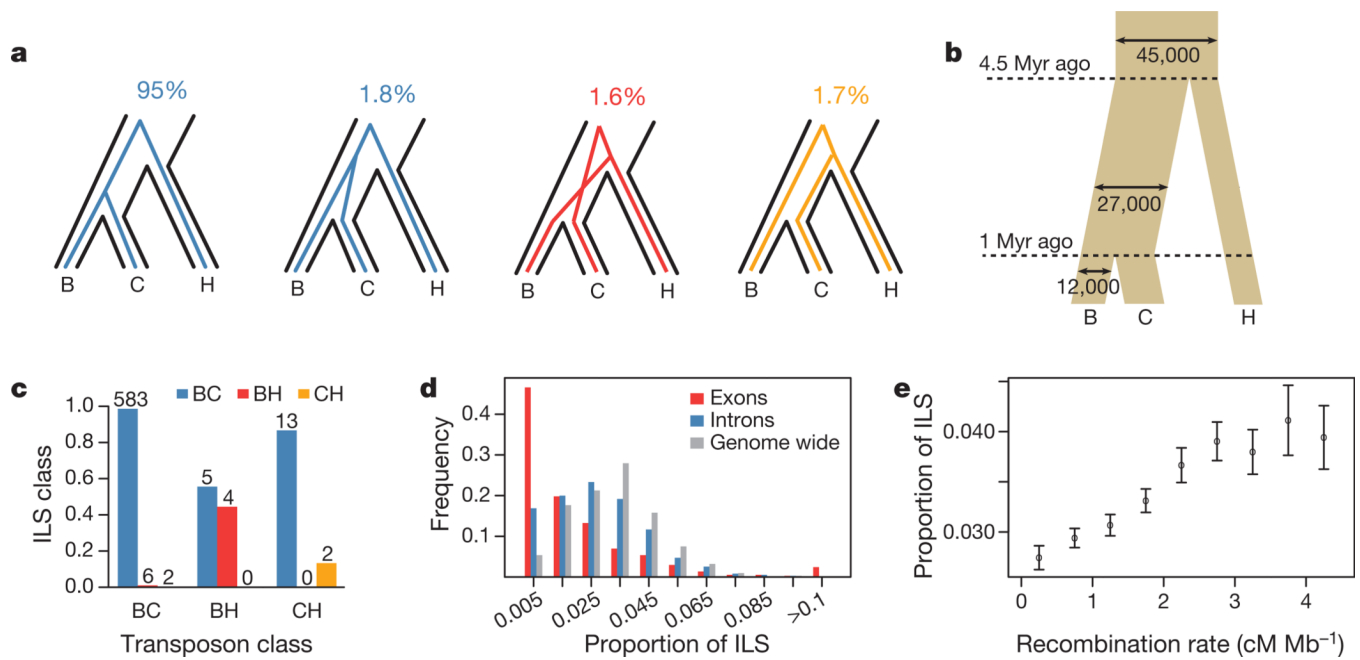 a
95%
1.8%
1.6%
1.7%
B C H
B C H
B C H
B C H
b
4.5 Myr ago
45,000
27,000
1 Myr ago
12,000
B C H
c
BC BH CH
ILS class
1.0
0.8
0.6
0.4
0.2
0.0
583
6 2
5
4
0
13
0
2
BC BH CH
Transposon class
d
Exons
Introns
Genome wide
Frequency
0.4
0.3
0.2
0.1
0.005 0.025 0.045 0.065 0.085 >0.1
Proportion of ILS
e
Proportion of ILS
0.040
0.030
0 1 2 3 4
Recombination rate (cM Mb⁻¹)